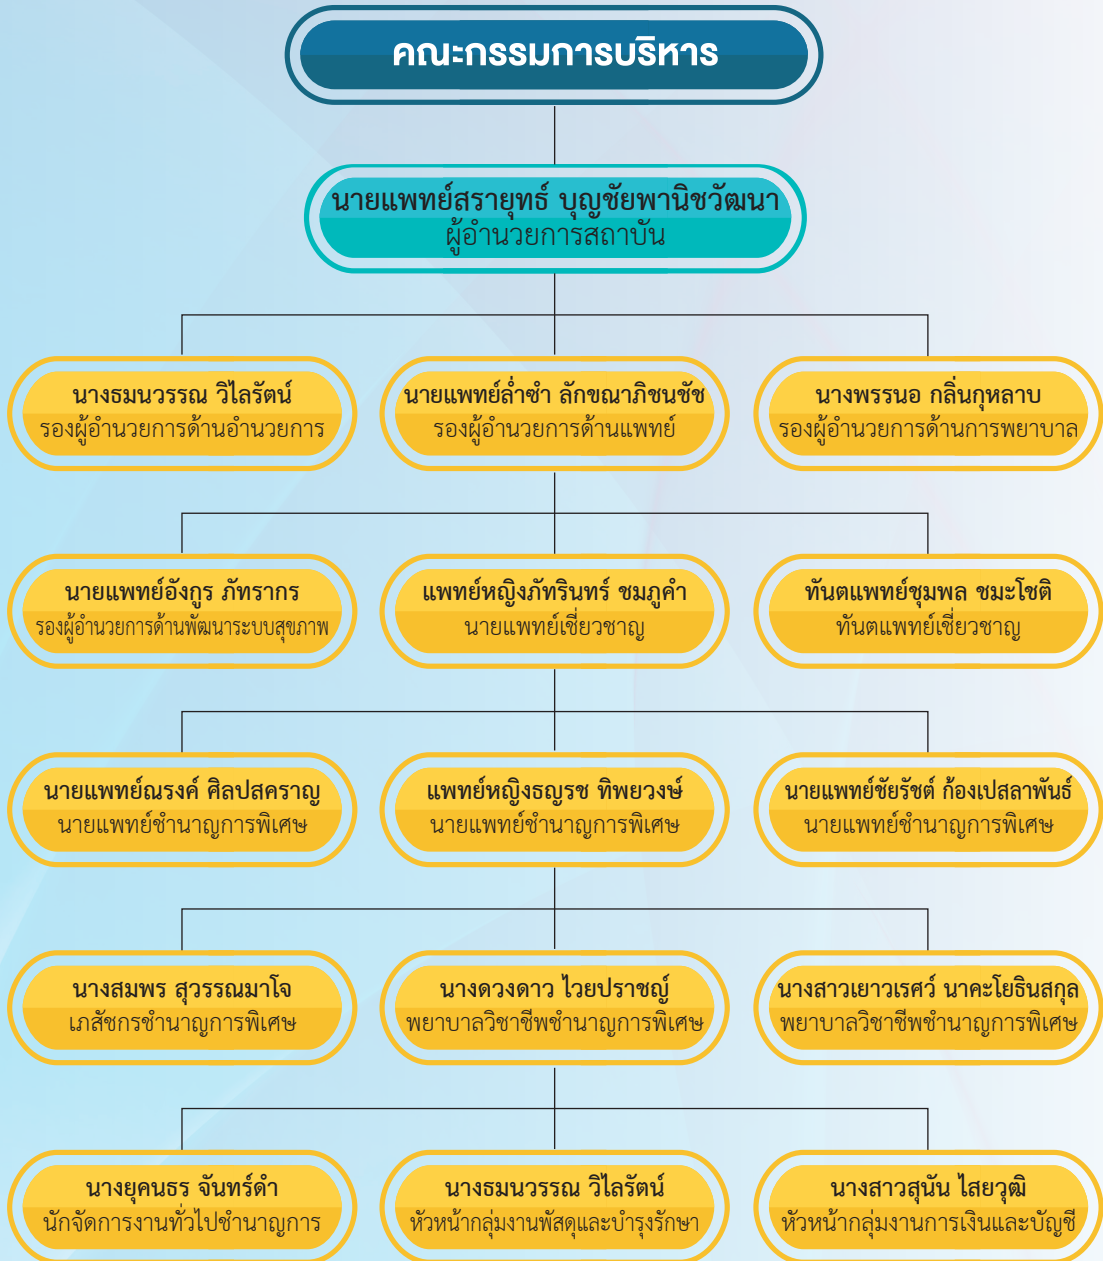 คณะกรรมการบริหาร
นายแพทย์สรายุทธ์ บุญชัยพานิชวัฒนา
ผู้อำนวยการสถาบัน
นางธมนวรรณ วิไลรัตน์
รองผู้อำนวยการด้านอำนวยการ
นายแพทย์ล่ำซำ ลักขณาภิชนชัช
รองผู้อำนวยการด้านแพทย์
นางพรรนอ กลิ่นกุหลาบ
รองผู้อำนวยการด้านการพยาบาล
นายแพทย์อังกูร ภัทรากร
รองผู้อำนวยการด้านพัฒนาระบบสุขภาพ
แพทย์หญิงภัทรินทร์ ชมภูคำ
นายแพทย์เชี่ยวชาญ
ทันตแพทย์ชุมพล ชมะโชติ
ทันตแพทย์เชี่ยวชาญ
นายแพทย์ณรงค์ ศิลปสคราญ
นายแพทย์ชำนาญการพิเศษ
แพทย์หญิงธญรช ทิพยวงษ์
นายแพทย์ชำนาญการพิเศษ
นายแพทย์ชัยรัชต์ ก้องเปสลาพันธ์
นายแพทย์ชำนาญการพิเศษ
นางสมพร สุวรรณมาโจ
เภสัชกรชำนาญการพิเศษ
นางดวงดาว ไวยปราชญ์
พยาบาลวิชาชีพชำนาญการพิเศษ
นางสาวเยาวเรศว์ นาคะโยธินสกุล
พยาบาลวิชาชีพชำนาญการพิเศษ
นางยุคนธร จันทร์ดำ
นักจัดการงานทั่วไปชำนาญการ
นางธมนวรรณ วิไลรัตน์
หัวหน้ากลุ่มงานพัสดุและบำรุงรักษา
นางสาวสุนัน ไสยวุฒิ
หัวหน้ากลุ่มงานการเงินและบัญชี